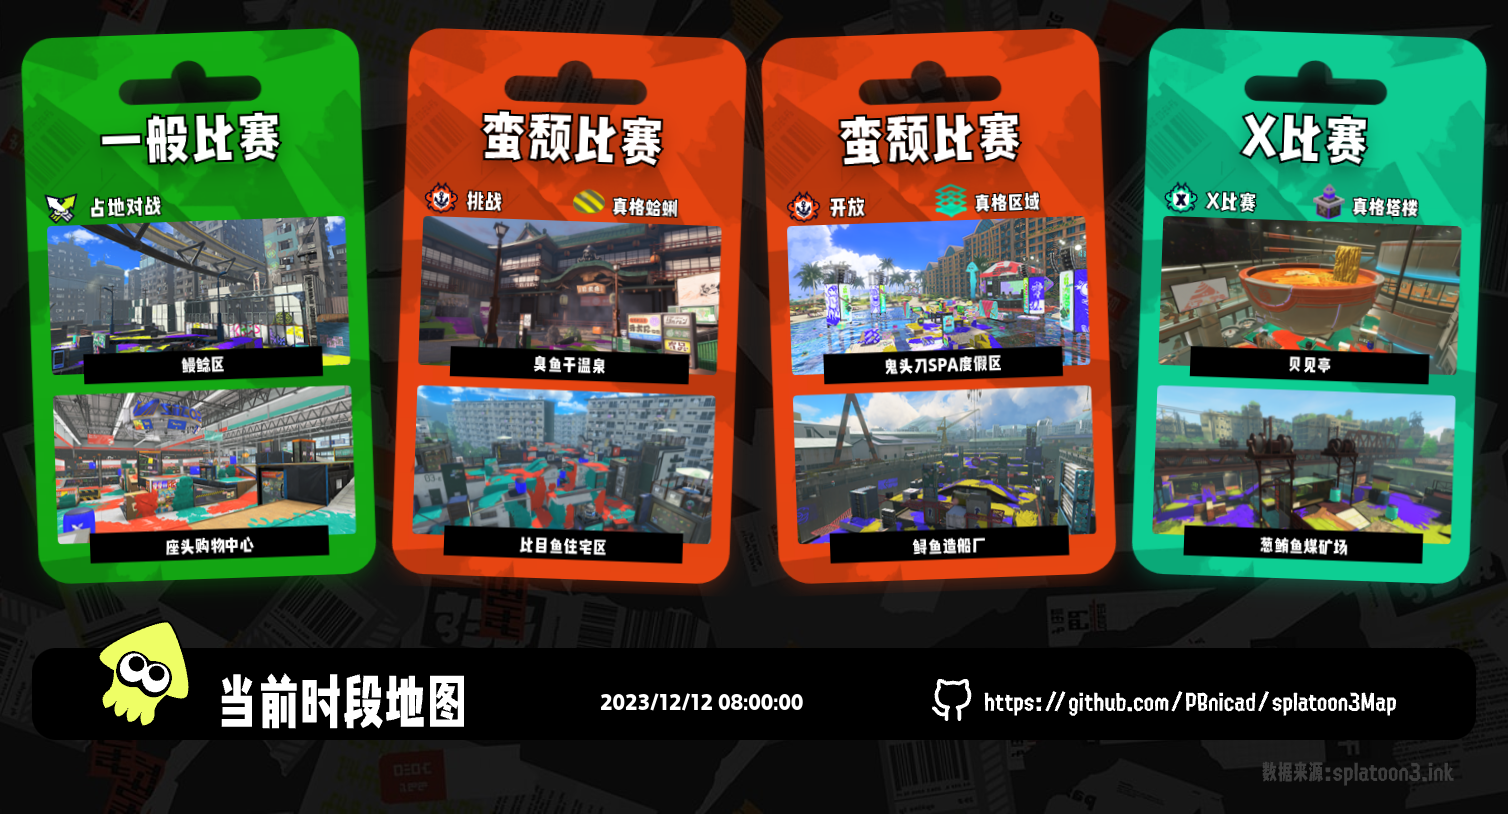 一般比赛
占地对战
鳗鲶区
座头购物中心
蛮颓比赛
挑战
真格蛤蜊
臭鱼干温泉
比目鱼住宅区
蛮颓比赛
开放
真格区域
鬼头刀SPA度假区
鲟鱼造船厂
X比赛
X比赛
真格塔楼
贝见亭
葱鲔鱼煤矿场
当前时段地图
2023/12/12 08:00:00
https://github.com/PBnicad/splatoon3Map
数据来源:splatoon3.ink